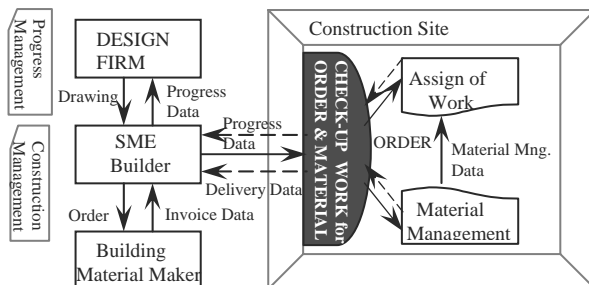 Progress
Management
Construction
Management
DESIGN
FIRM
Drawing
Progress
Data
SME
Builder
Order
Invoice Data
Building
Material Maker
Progress
Data
Delivery Data
Construction Site
CHECK-UP WORK for
ORDER & MATERIAL
ORDER
Assign of
Work
Material Mng.
Data
Material
Management